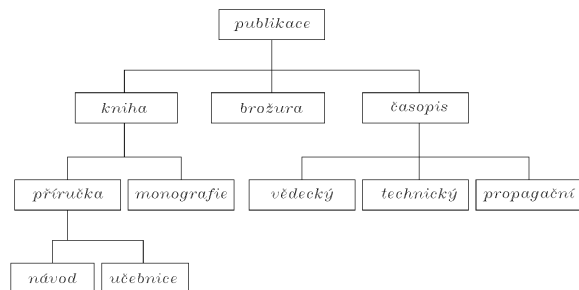 publikace
kniha brožura časopis
příručka monografie vědecký technický propagační
návod učebnice